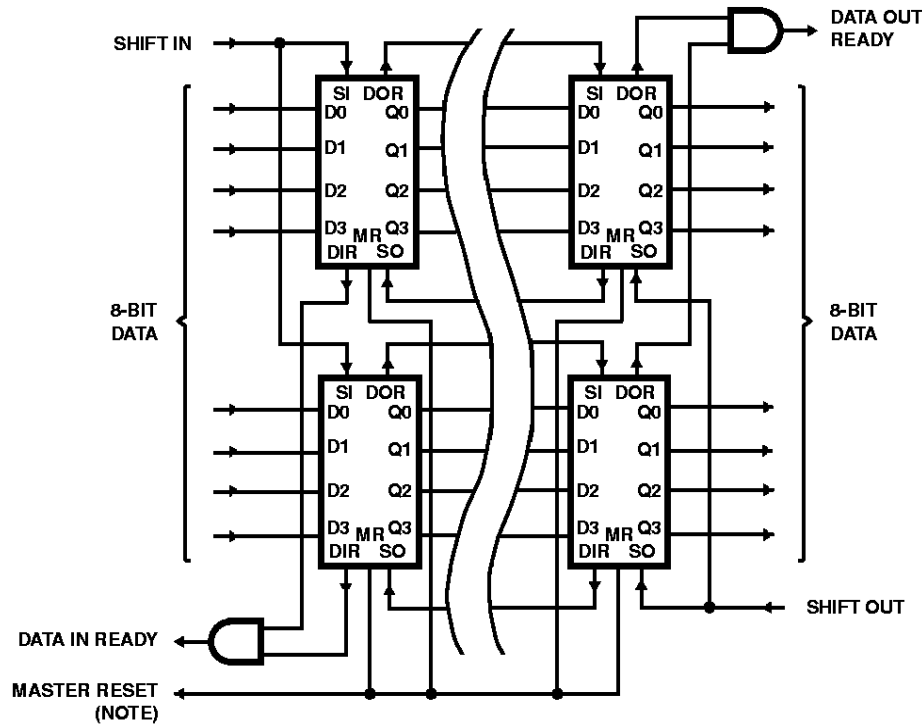 SHIFT IN
DATA OUT
READY
SI DOR
D0 Q0
D1 Q1
D2 Q2
D3 Q3
MR
DIR SO
SI DOR
D0 Q0
D1 Q1
D2 Q2
D3 Q3
MR
DIR SO
8-BIT
DATA
8-BIT
DATA
SI DOR
D0 Q0
D1 Q1
D2 Q2
D3 Q3
MR
DIR SO
SI DOR
D0 Q0
D1 Q1
D2 Q2
D3 Q3
MR
DIR SO
SHIFT OUT
DATA IN READY
MASTER RESET
(NOTE)